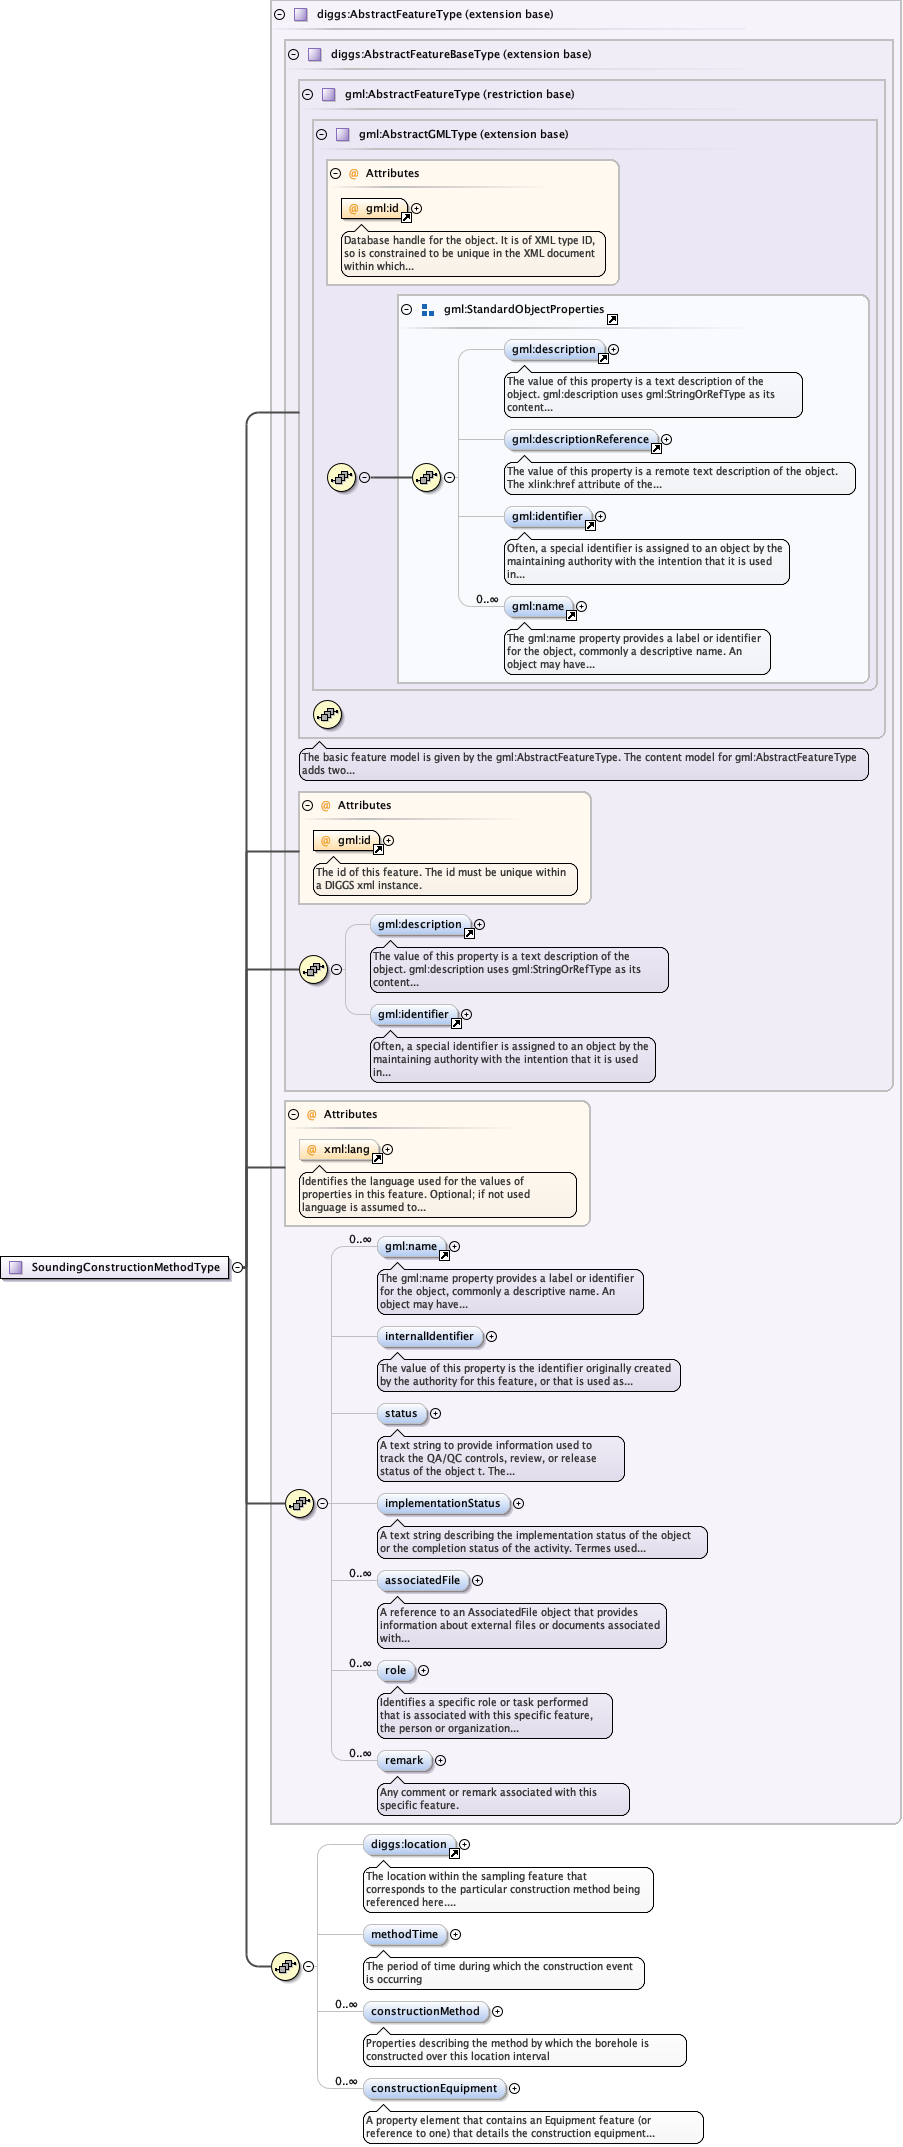 diggs:AbstractFeatureType (extension base)
diggs:AbstractFeatureBaseType (extension base)
gml:AbstractFeatureType (restriction base)
gml:AbstractGMLType (extension base)
@ Attributes
@ gml:id
Database handle for the object. It is of XML type ID,
so is constrained to be unique in the XML document
within which...
gml:StandardObjectProperties
gml:description
The value of this property is a text description of the
object. gml:description uses gml:StringOrRefType as its
content...
gml:descriptionReference
The value of this property is a remote text description of the object.
The xlink:href attribute of the...
gml:identifier
Often, a special identifier is assigned to an object by the
maintaining authority with the intention that it is used
in...
0..∞
gml:name
The gml:name property provides a label or identifier
for the object, commonly a descriptive name. An
object may have...
The basic feature model is given by the gml:AbstractFeatureType. The content model for gml:AbstractFeatureType
adds two...
@ Attributes
@ gml:id
The id of this feature. The id must be unique within
a DIGGS xml instance.
gml:description
The value of this property is a text description of the
object. gml:description uses gml:StringOrRefType as its
content...
gml:identifier
Often, a special identifier is assigned to an object by the
maintaining authority with the intention that it is used
in...
@ Attributes
@ xml:lang
Identifies the language used for the values of
properties in this feature. Optional; if not used
language is assumed to...
SoundingConstructionMethodType
0..∞
gml:name
The gml:name property provides a label or identifier
for the object, commonly a descriptive name. An
object may have...
internalIdentifier
The value of this property is the identifier originally created
by the authority for this feature, or that is used as...
status
A text string to provide information used to
track the QA/QC controls, review, or release
status of the object t. The...
implementationStatus
A text string describing the implementation status of the object
or the completion status of the activity. Termes used...
0..∞
associatedFile
A reference to an AssociatedFile object that provides
information about external files or documents associated
with...
0..∞
role
Identifies a specific role or task performed
that is associated with this specific feature,
the person or organization...
0..∞
remark
Any comment or remark associated with this
specific feature.
diggs:location
The location within the sampling feature that
corresponds to the particular construction method being
referenced here....
methodTime
The period of time during which the construction event
is occurring
0..∞
constructionMethod
Properties describing the method by which the borehole is
constructed over this location interval
0..∞
constructionEquipment
A property element that contains an Equipment feature (or
reference to one) that details the construction equipment...